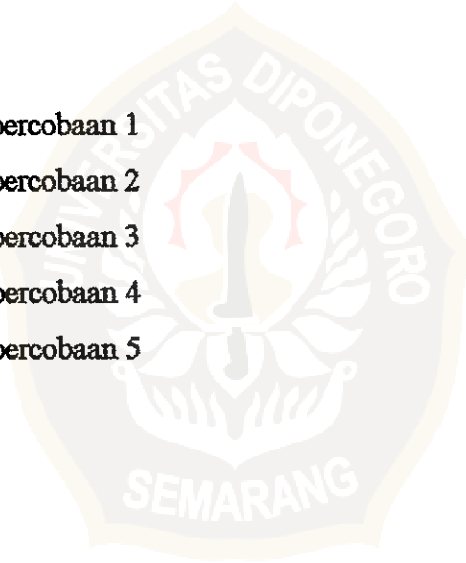 UNIVERSITAS DIPONEGORO
percobaan 1
percobaan 2
percobaan 3
percobaan 4
percobaan 5
SEMARANG